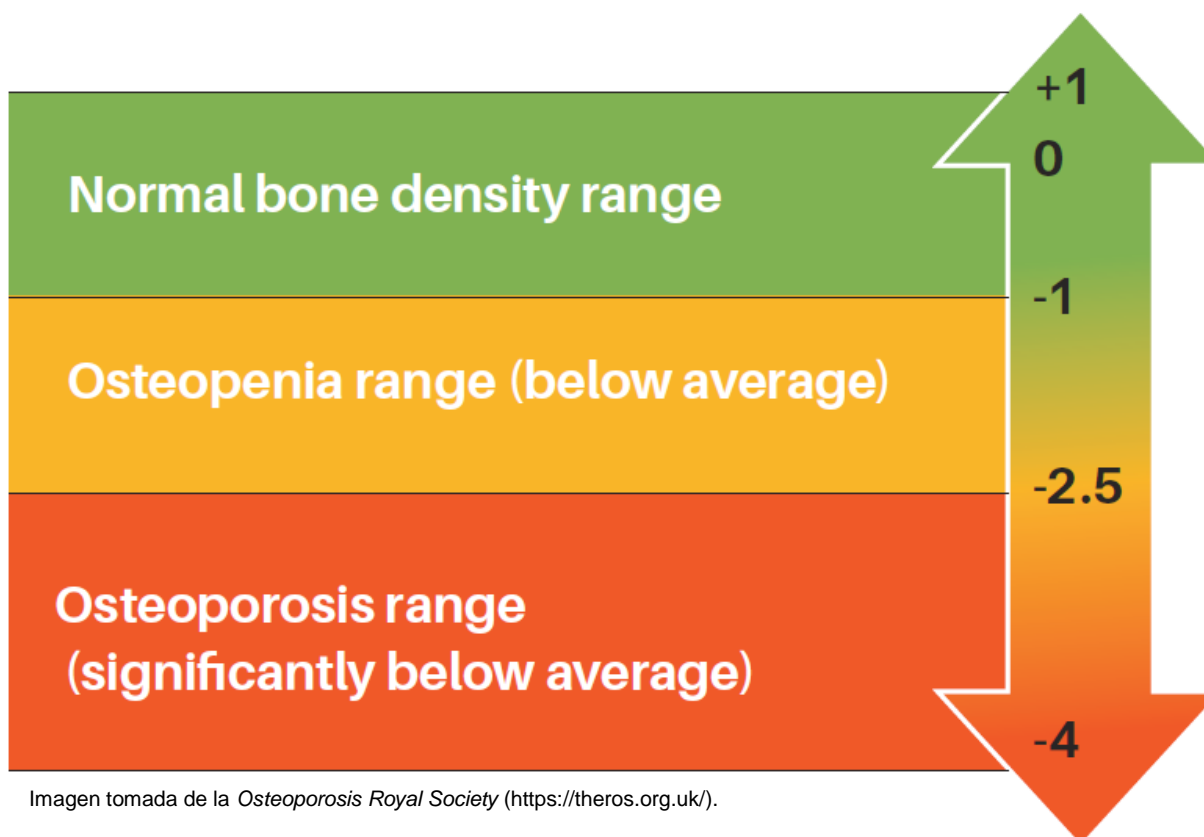 +1
Normal bone density range
0
-1
Osteopenia range (below average)
-2.5
Osteoporosis range
(significantly below average)
-4
Imagen tomada de la Osteoporosis Royal Society (https://theros.org.uk/).